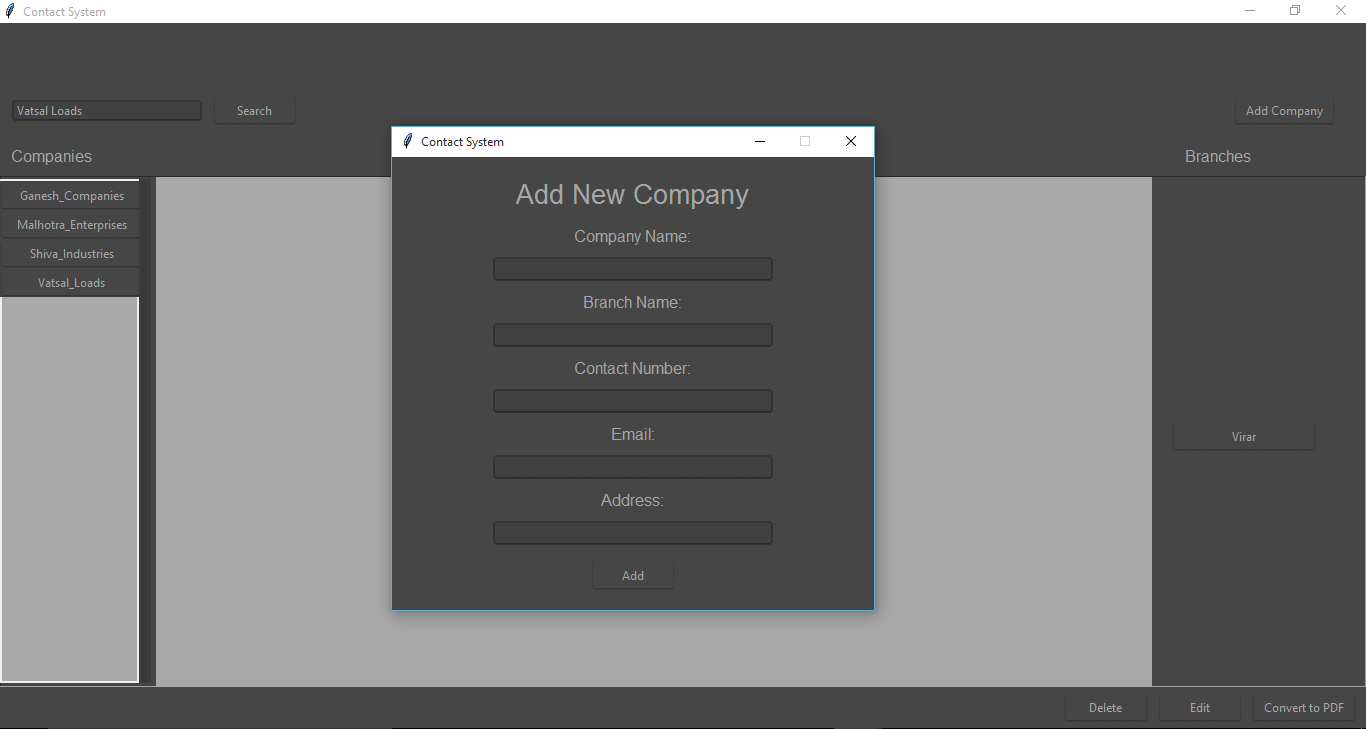 Contact System
Vatsal Loads
Search
Add Company
Companies
Branches
Ganesh_Companies
Malhotra_Enterprises
Shiva_Industries
Vatsal_Loads
Contact System
Add New Company
Company Name:
Branch Name:
Contact Number:
Email:
Address:
Add
Virar
Delete
Edit
Convert to PDF